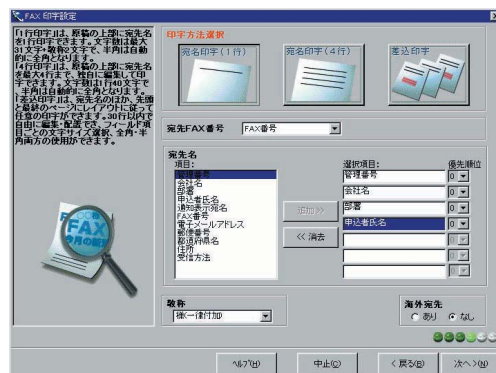 FAX 印字設定
「1行印字」は、原稿の上部に宛先名
を1行印字できます。文字数は最大
31文字+敬称2文字で、半角は自動
的に全角となります。
「4行印字」は、原稿の上部に宛先名
を最大4行まで、独自に編集して印
字できます。文字数は1行40文字で
、半角は自動的に全角となります。
「差込印字」は、宛先名のほか、先頭
と最終のページにレイアウトに従って
任意の印字ができます。30行以内で
自由に編集・配置でき、フィールド項
目ごとの文字サイズ選択、全角・半
角両方の使用ができます。
FAX
今月の
印字方法選択
宛名印字(1行)
宛名印字(4行)
差込印字
宛先FAX番号
FAX番号
宛先名
項目:
管理番号
会社名
部署
申込者氏名
通知表示宛名
FAX番号
電子メールアドレス
郵便番号
都道府県名
住所
受信方法
追加>>
<< 消去
選択項目:
優先順位
管理番号
0
会社名
0
部署
0
申込者氏名
0
0
0
0
敬称
様(一律付加)
海外宛先
あり
なし
ヘルプ(H)
中止(C)
< 戻る(B)
次へ >(N)